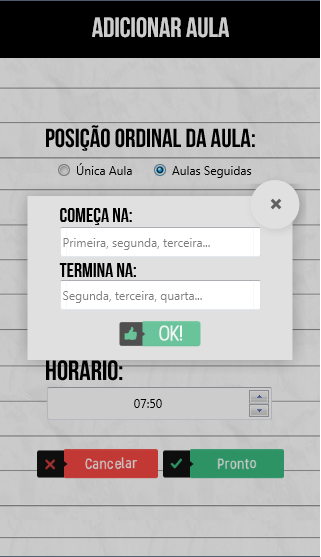 ADICIONAR AULA
POSIÇÃO ORDINAL DA AULA:
Única Aula Aulas Seguidas
COMEÇA NA:
Primeira, segunda, terceira...
TERMINA NA:
Segunda, terceira, quarta...
OK!
HORARIO:
07:50
Cancelar Pronto